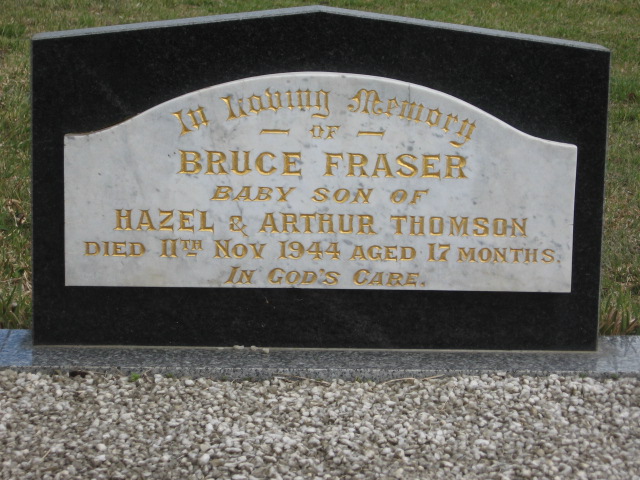 In Loving Memory
— OF —
BRUCE FRASER
BABY SON OF
HAZEL & ARTHUR THOMSON
DIED 11TH NOV 1944 AGED 17 MONTHS.
IN GOD'S CARE.